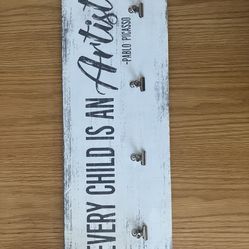 EVERY CHILD IS AN Artist
-PABLO PICASSO